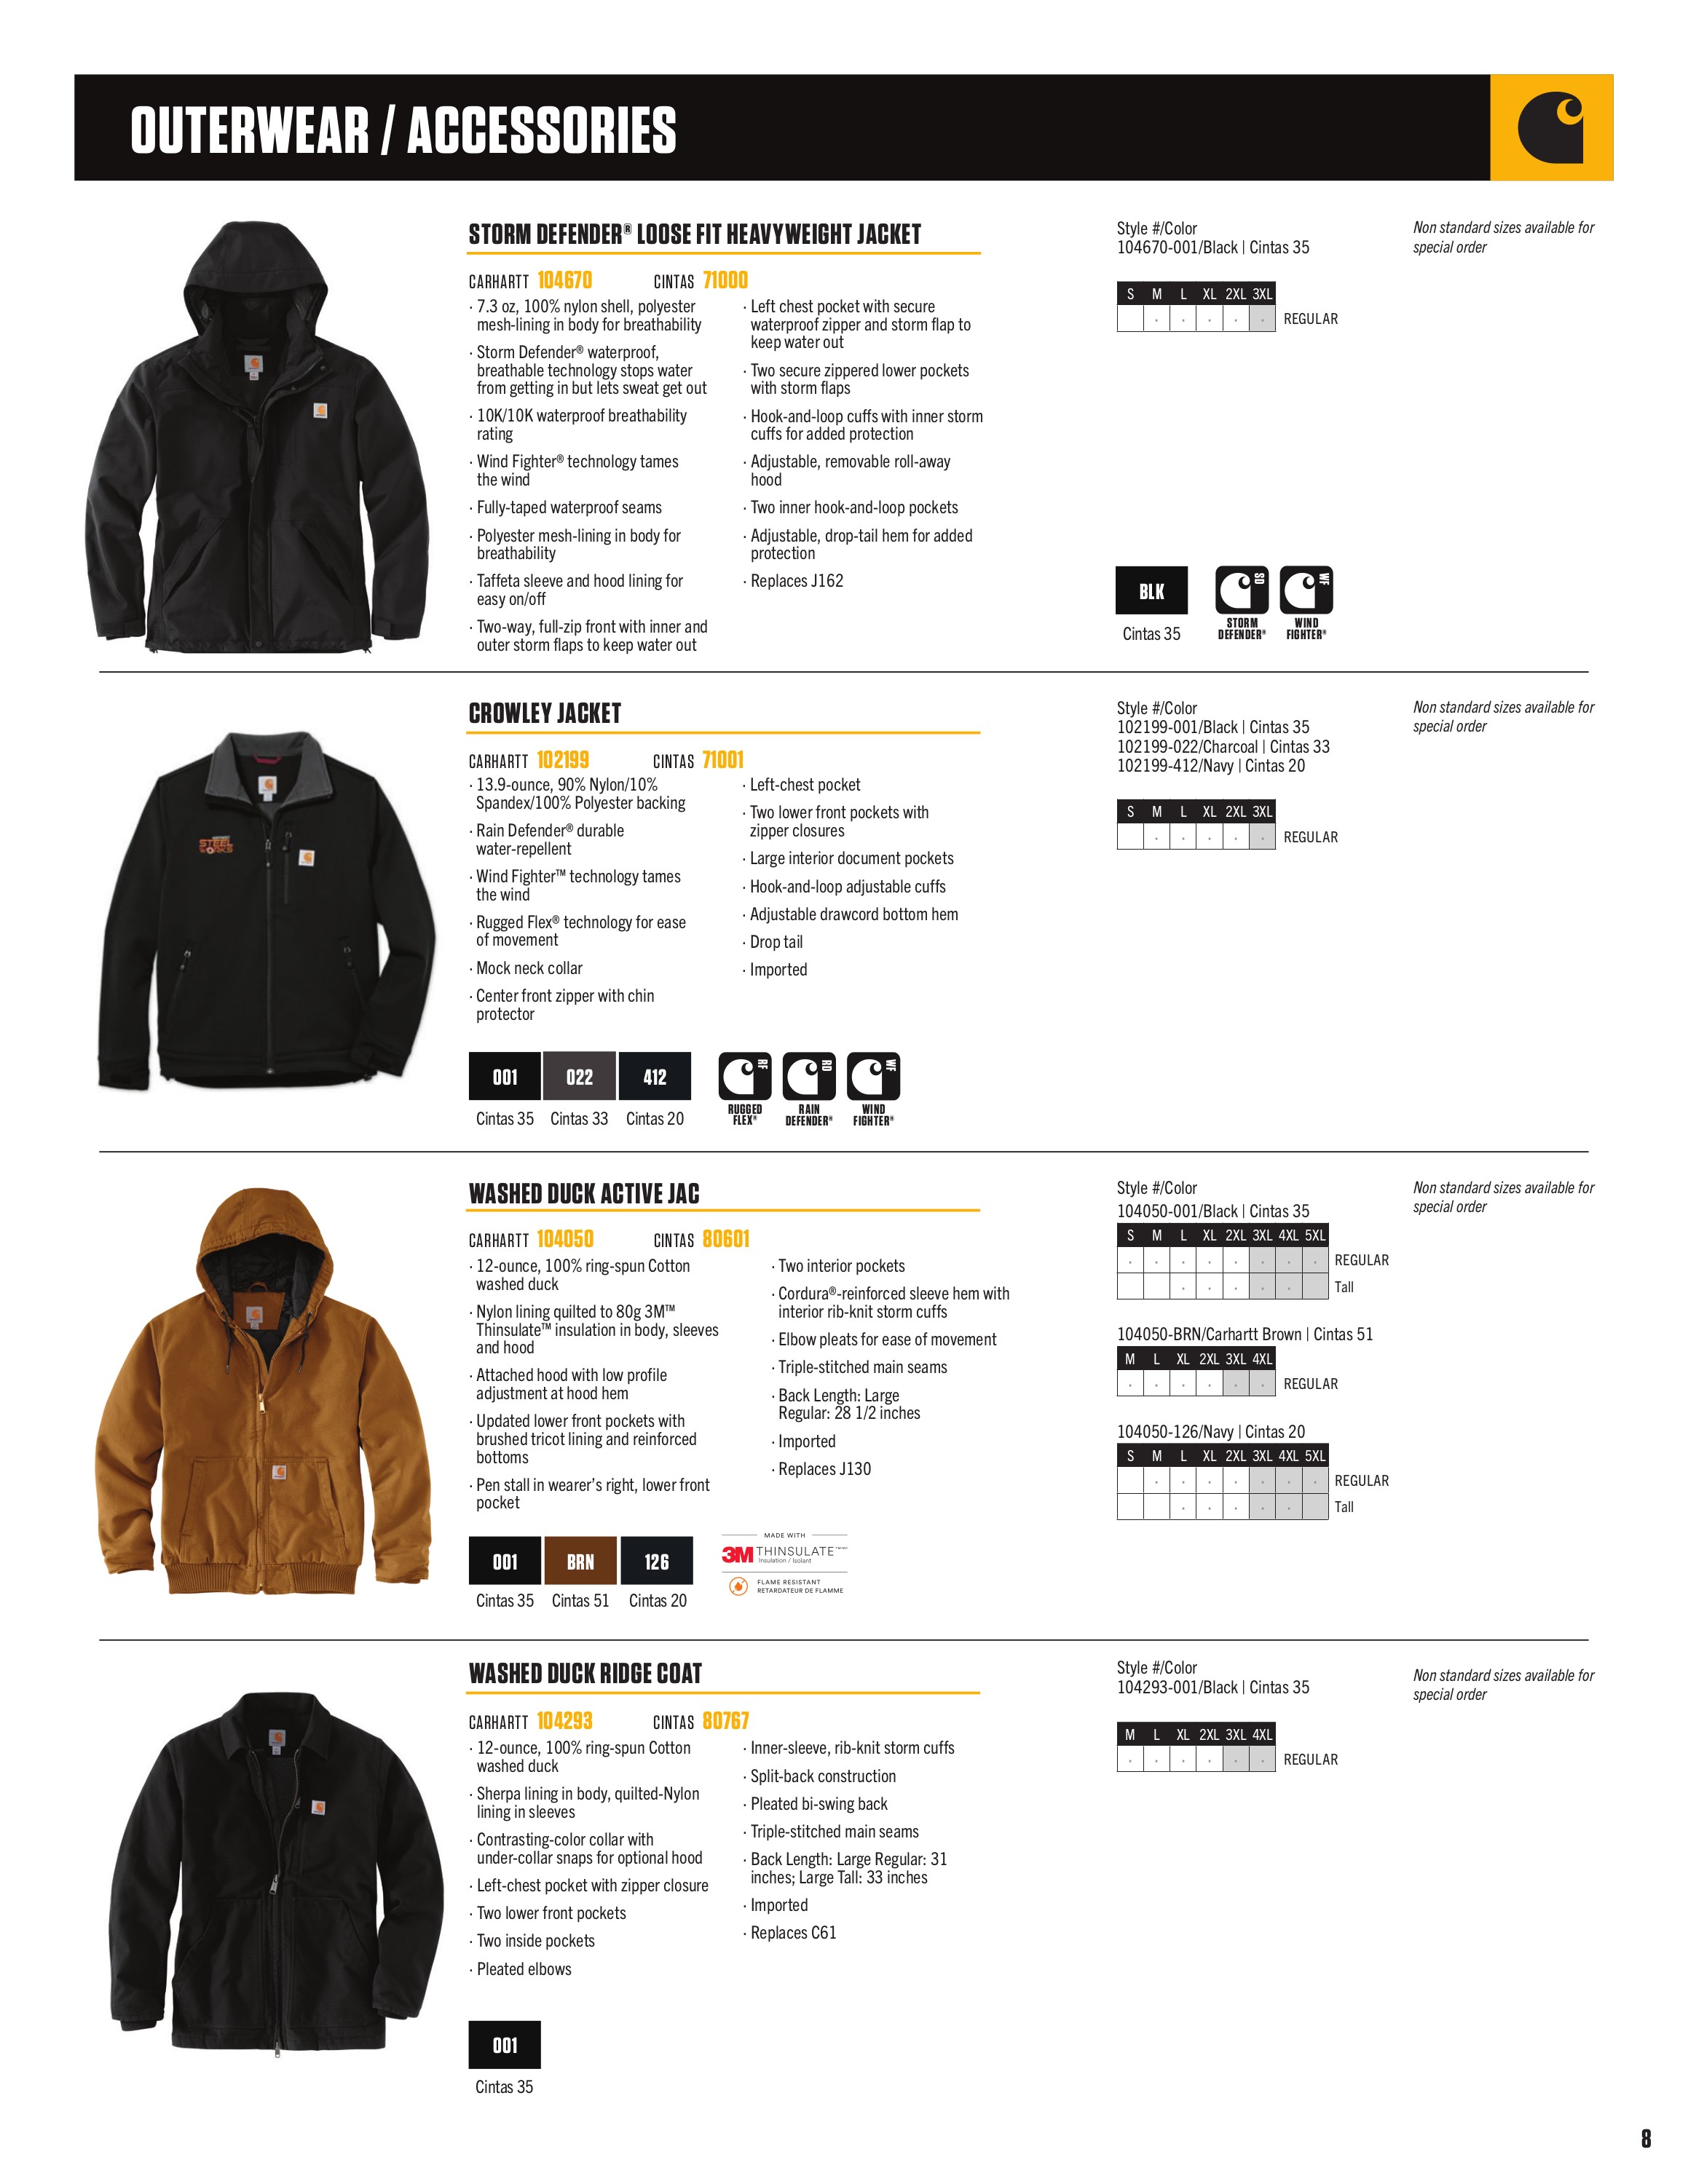 OUTERWEAR / ACCESSORIES
STORM DEFENDER® LOOSE FIT HEAVYWEIGHT JACKET
CARHARTT 104670 CINTAS 71000
· 7.3 oz, 100% nylon shell, polyester
mesh-lining in body for breathability
· Storm Defender® waterproof,
breathable technology stops water
from getting in but lets sweat get out
· 10K/10K waterproof breathability
rating
· Wind Fighter® technology tames
the wind
· Fully-taped waterproof seams
· Polyester mesh-lining in body for
breathability
· Taffeta sleeve and hood lining for
easy on/off
· Two-way, full-zip front with inner and
outer storm flaps to keep water out
· Left chest pocket with secure
waterproof zipper and storm flap to
keep water out
· Two secure zippered lower pockets
with storm flaps
· Hook-and-loop cuffs with inner storm
cuffs for added protection
· Adjustable, removable roll-away
hood
· Two inner hook-and-loop pockets
· Adjustable, drop-tail hem for added
protection
· Replaces J162
Style #/Color
104670-001/Black | Cintas 35
S M L XL 2XL 3XL
REGULAR
Non standard sizes available for
special order
BLK
Cintas 35
SD
STORM
DEFENDER®
WF
WIND
FIGHTER®
CROWLEY JACKET
CARHARTT 102199 CINTAS 71001
· 13.9-ounce, 90% Nylon/10%
Spandex/100% Polyester backing
· Rain Defender® durable
water-repellent
· Wind Fighter™ technology tames
the wind
· Rugged Flex® technology for ease
of movement
· Mock neck collar
· Center front zipper with chin
protector
· Left-chest pocket
· Two lower front pockets with
zipper closures
· Large interior document pockets
· Hook-and-loop adjustable cuffs
· Adjustable drawcord bottom hem
· Drop tail
· Imported
STEEL
WORKS
001 022 412
Cintas 35 Cintas 33 Cintas 20
RF
RUGGED
FLEX®
RD
RAIN
DEFENDER®
WF
WIND
FIGHTER®
Style #/Color
102199-001/Black | Cintas 35
102199-022/Charcoal | Cintas 33
102199-412/Navy | Cintas 20
S M L XL 2XL 3XL
REGULAR
Non standard sizes available for
special order
WASHED DUCK ACTIVE JAC
CARHARTT 104050 CINTAS 80601
· 12-ounce, 100% ring-spun Cotton
washed duck
· Nylon lining quilted to 80g 3M™
Thinsulate™ insulation in body, sleeves
and hood
· Attached hood with low profile
adjustment at hood hem
· Updated lower front pockets with
brushed tricot lining and reinforced
bottoms
· Pen stall in wearer's right, lower front
pocket
· Two interior pockets
· Cordura®-reinforced sleeve hem with
interior rib-knit storm cuffs
· Elbow pleats for ease of movement
· Triple-stitched main seams
· Back Length: Large
Regular: 28 1/2 inches
· Imported
· Replaces J130
001 BRN 126
Cintas 35 Cintas 51 Cintas 20
MADE WITH
3M THINSULATE
Insulation / Isolant
FLAME RESISTANT
RETARDATEUR DE FLAMME
Style #/Color
104050-001/Black | Cintas 35
S M L XL 2XL 3XL 4XL 5XL
REGULAR
Tall
104050-BRN/Carhartt Brown | Cintas 51
M L XL 2XL 3XL 4XL
REGULAR
104050-126/Navy | Cintas 20
S M L XL 2XL 3XL 4XL 5XL
REGULAR
Tall
Non standard sizes available for
special order
WASHED DUCK RIDGE COAT
CARHARTT 104293 CINTAS 80767
· 12-ounce, 100% ring-spun Cotton
washed duck
· Sherpa lining in body, quilted-Nylon
lining in sleeves
· Contrasting-color collar with
under-collar snaps for optional hood
· Left-chest pocket with zipper closure
· Two lower front pockets
· Two inside pockets
· Pleated elbows
· Inner-sleeve, rib-knit storm cuffs
· Split-back construction
· Pleated bi-swing back
· Triple-stitched main seams
· Back Length: Large Regular: 31
inches; Large Tall: 33 inches
· Imported
· Replaces C61
001
Cintas 35
Style #/Color
104293-001/Black | Cintas 35
M L XL 2XL 3XL 4XL
REGULAR
Non standard sizes available for
special order
8